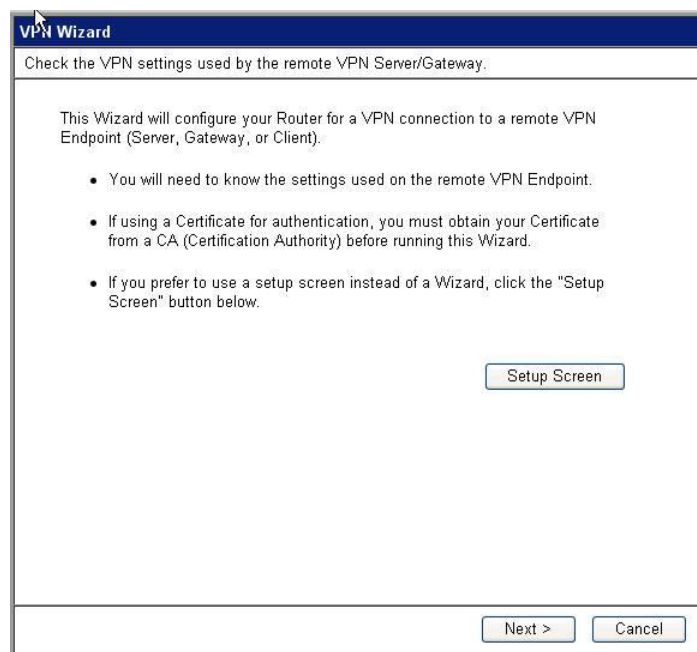 VPN Wizard
Check the VPN settings used by the remote VPN Server/Gateway.
This Wizard will configure your Router for a VPN connection to a remote VPN
Endpoint (Server, Gateway, or Client).
• You will need to know the settings used on the remote VPN Endpoint.
• If using a Certificate for authentication, you must obtain your Certificate
from a CA (Certification Authority) before running this Wizard.
• If you prefer to use a setup screen instead of a Wizard, click the "Setup
Screen" button below.
Setup Screen
Next > Cancel